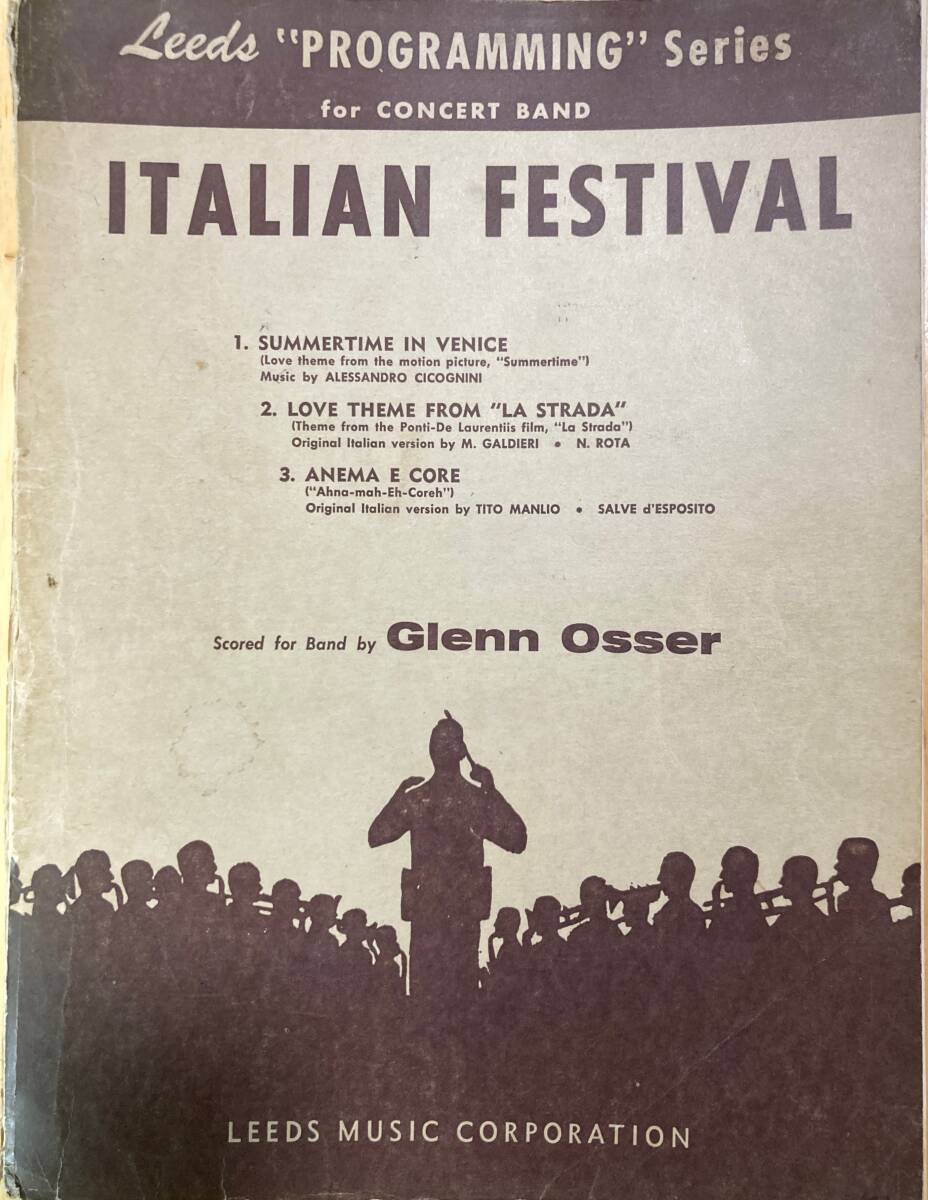 Leeds "PROGRAMMING" Series
for CONCERT BAND
ITALIAN FESTIVAL
1. SUMMERTIME IN VENICE
(Love theme from the motion picture, "Summertime")
Music by ALESSANDRO CICOGNINI
2. LOVE THEME FROM "LA STRADA"
(Theme from the Ponti-De Laurentiis film, "La Strada")
Original Italian version by M. GALDIERI • N. ROTA
3. ANEMA E CORE
("Ahna-mah-Eh-Coreh")
Original Italian version by TITO MANLIO • SALVE d'ESPOSITO
Scored for Band by Glenn Osser
LEEDS MUSIC CORPORATION